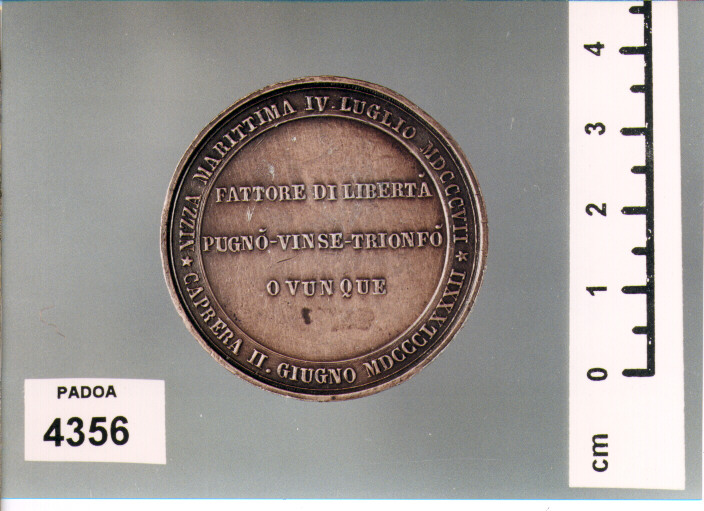 ★ NIZZA MARITTIMA IV. LUGLIO MDCCCVII ★
CAPRERA II. GIUGNO MDCCCLXXXII
FATTORE DI LIBERTÀ
PUGNÒ-VINSE-TRIONFÒ
OVUNQUE
PADOA
4356
4
3
2
1
0
cm